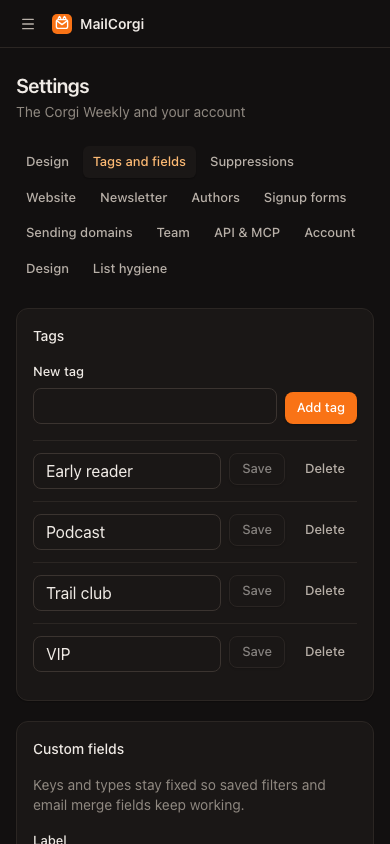 MailCorgi
Settings
The Corgi Weekly and your account
Design Tags and fields Suppressions
Website Newsletter Authors Signup forms
Sending domains Team API & MCP Account
Design List hygiene
Tags
New tag
Add tag
Early reader Save Delete
Podcast Save Delete
Trail club Save Delete
VIP Save Delete
Custom fields
Keys and types stay fixed so saved filters and
email merge fields keep working.
Label